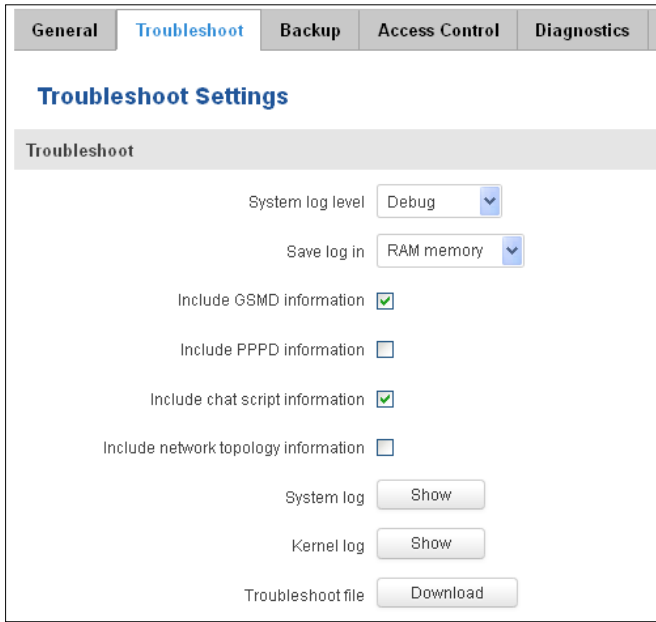 General Troubleshoot Backup Access Control Diagnostics
Troubleshoot Settings
Troubleshoot
System log level Debug
Save log in RAM memory
Include GSMD information
Include PPPD information
Include chat script information
Include network topology information
System log Show
Kernel log Show
Troubleshoot file Download